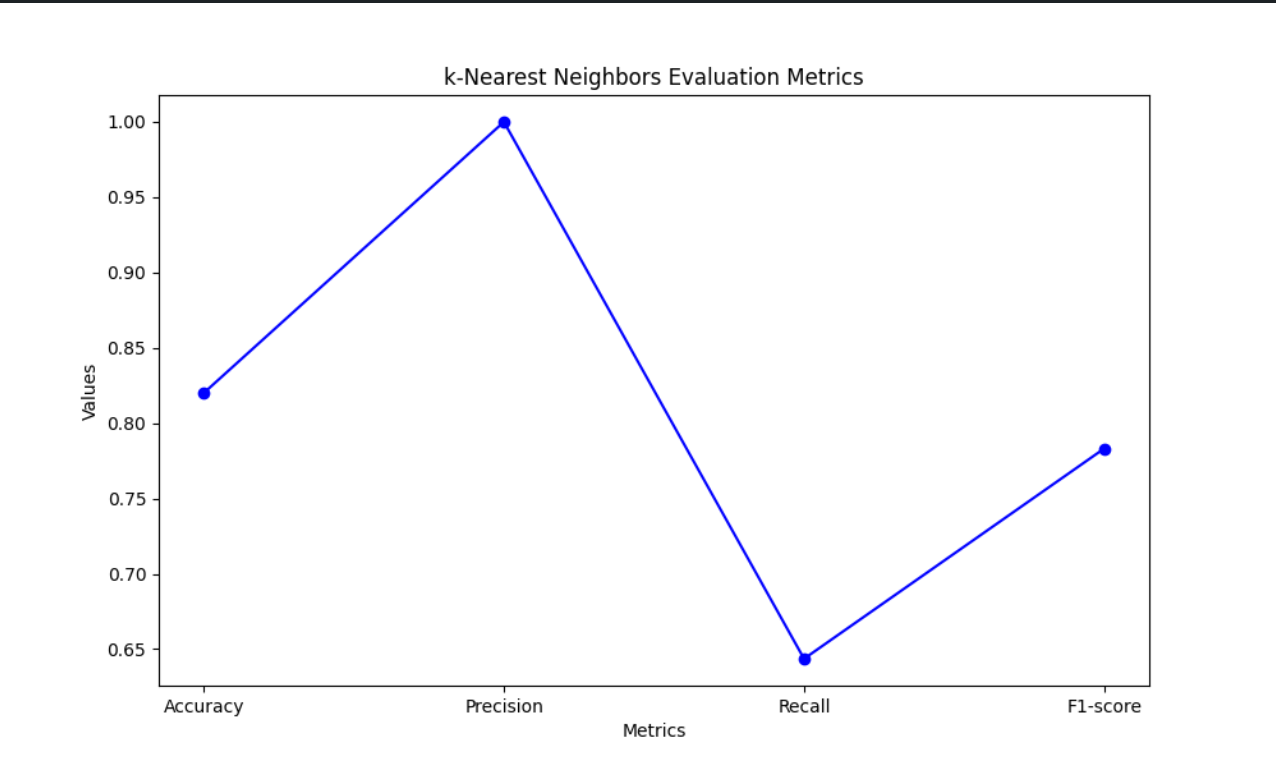 k-Nearest Neighbors Evaluation Metrics
1.00
0.95
0.90
0.85
0.80
0.75
0.70
0.65
Values
Accuracy Precision Recall F1-score
Metrics